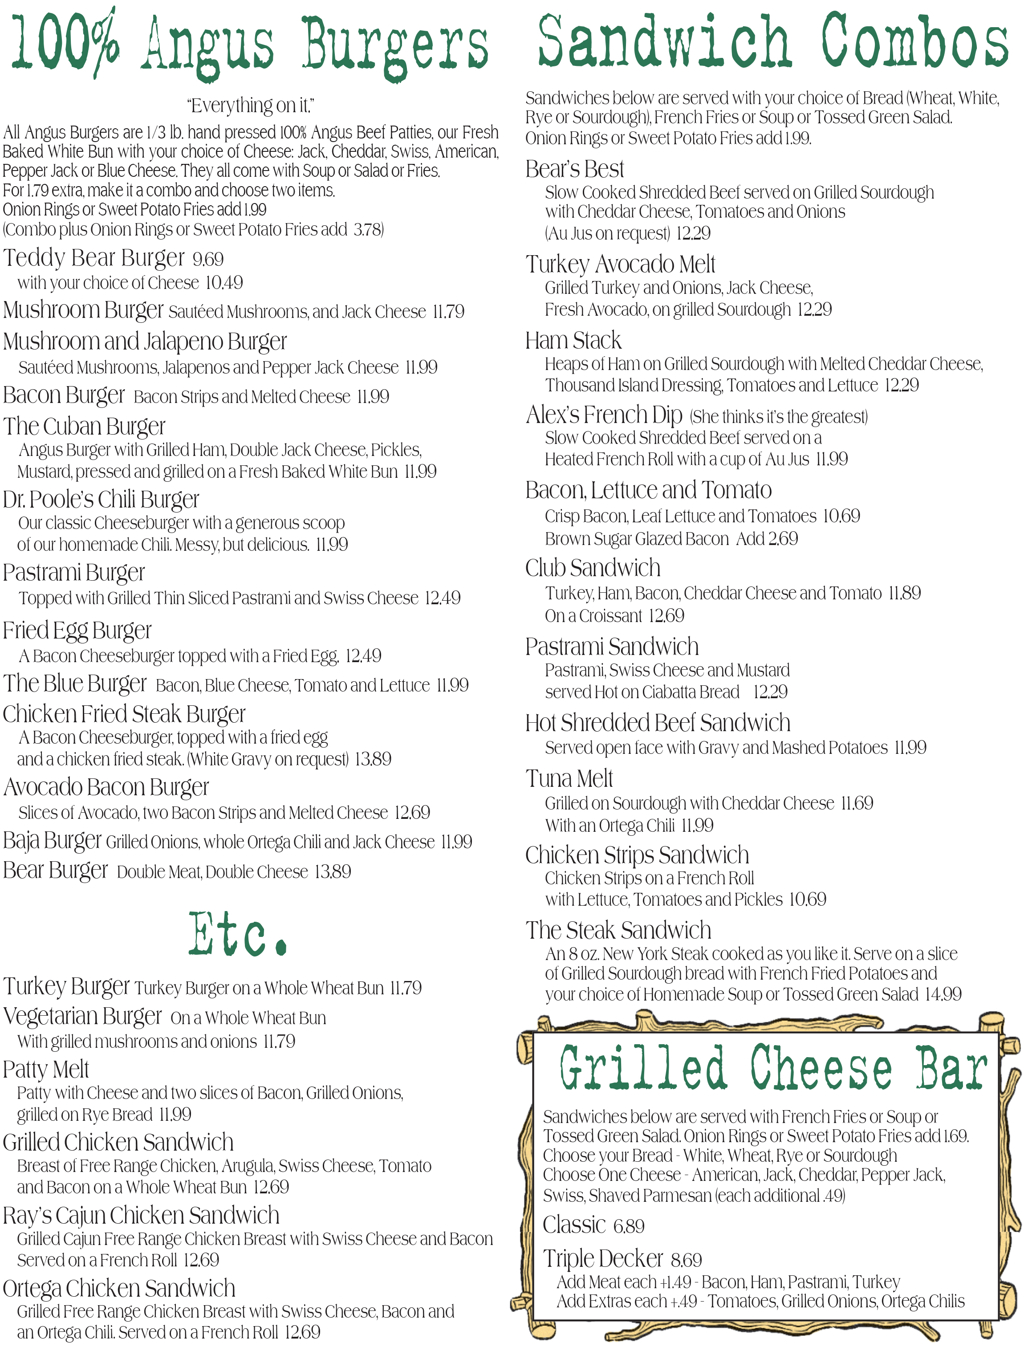 100% Angus Burgers
"Everything on it."
All Angus Burgers are 1/3 lb. hand pressed 100% Angus Beef Patties, our Fresh
Baked White Bun with your choice of Cheese: Jack, Cheddar, Swiss, American,
Pepper Jack or Blue Cheese. They all come with Soup or Salad or Fries.
For 1.79 extra, make it a combo and choose two items.
Onion Rings or Sweet Potato Fries add 1.99
(Combo plus Onion Rings or Sweet Potato Fries add 3.78)
Teddy Bear Burger 9.69
with your choice of Cheese 10.49
Mushroom Burger Sautéed Mushrooms, and Jack Cheese 11.79
Mushroom and Jalapeno Burger
Sautéed Mushrooms, Jalapenos and Pepper Jack Cheese 11.99
Bacon Burger Bacon Strips and Melted Cheese 11.99
The Cuban Burger
Angus Burger with Grilled Ham, Double Jack Cheese, Pickles,
Mustard, pressed and grilled on a Fresh Baked White Bun 11.99
Dr. Poole's Chili Burger
Our classic Cheeseburger with a generous scoop
of our homemade Chili. Messy, but delicious. 11.99
Pastrami Burger
Topped with Grilled Thin Sliced Pastrami and Swiss Cheese 12.49
Fried Egg Burger
A Bacon Cheeseburger topped with a Fried Egg. 12.49
The Blue Burger Bacon, Blue Cheese, Tomato and Lettuce 11.99
Chicken Fried Steak Burger
A Bacon Cheeseburger, topped with a fried egg
and a chicken fried steak. (White Gravy on request) 13.89
Avocado Bacon Burger
Slices of Avocado, two Bacon Strips and Melted Cheese 12.69
Baja Burger Grilled Onions, whole Ortega Chili and Jack Cheese 11.99
Bear Burger Double Meat, Double Cheese 13.89
Etc.
Turkey Burger Turkey Burger on a Whole Wheat Bun 11.79
Vegetarian Burger On a Whole Wheat Bun
With grilled mushrooms and onions 11.79
Patty Melt
Patty with Cheese and two slices of Bacon, Grilled Onions,
grilled on Rye Bread 11.99
Grilled Chicken Sandwich
Breast of Free Range Chicken, Arugula, Swiss Cheese, Tomato
and Bacon on a Whole Wheat Bun 12.69
Ray's Cajun Chicken Sandwich
Grilled Cajun Free Range Chicken Breast with Swiss Cheese and Bacon
Served on a French Roll 12.69
Ortega Chicken Sandwich
Grilled Free Range Chicken Breast with Swiss Cheese, Bacon and
an Ortega Chili. Served on a French Roll 12.69
Sandwich Combos
Sandwiches below are served with your choice of Bread (Wheat, White,
Rye or Sourdough), French Fries or Soup or Tossed Green Salad.
Onion Rings or Sweet Potato Fries add 1.99.
Bear's Best
Slow Cooked Shredded Beef served on Grilled Sourdough
with Cheddar Cheese, Tomatoes and Onions
(Au Jus on request) 12.29
Turkey Avocado Melt
Grilled Turkey and Onions, Jack Cheese,
Fresh Avocado, on grilled Sourdough 12.29
Ham Stack
Heaps of Ham on Grilled Sourdough with Melted Cheddar Cheese,
Thousand Island Dressing, Tomatoes and Lettuce 12.29
Alex's French Dip (She thinks it's the greatest)
Slow Cooked Shredded Beef served on a
Heated French Roll with a cup of Au Jus 11.99
Bacon, Lettuce and Tomato
Crisp Bacon, Leaf Lettuce and Tomatoes 10.69
Brown Sugar Glazed Bacon Add 2.69
Club Sandwich
Turkey, Ham, Bacon, Cheddar Cheese and Tomato 11.89
On a Croissant 12.69
Pastrami Sandwich
Pastrami, Swiss Cheese and Mustard
served Hot on Ciabatta Bread 12.29
Hot Shredded Beef Sandwich
Served open face with Gravy and Mashed Potatoes 11.99
Tuna Melt
Grilled on Sourdough with Cheddar Cheese 11.69
With an Ortega Chili 11.99
Chicken Strips Sandwich
Chicken Strips on a French Roll
with Lettuce, Tomatoes and Pickles 10.69
The Steak Sandwich
An 8 oz. New York Steak cooked as you like it. Serve on a slice
of Grilled Sourdough bread with French Fried Potatoes and
your choice of Homemade Soup or Tossed Green Salad 14.99
Grilled Cheese Bar
Sandwiches below are served with French Fries or Soup or
Tossed Green Salad. Onion Rings or Sweet Potato Fries add 1.69.
Choose your Bread - White, Wheat, Rye or Sourdough
Choose One Cheese - American, Jack, Cheddar, Pepper Jack,
Swiss, Shaved Parmesan (each additional .49)
Classic 6.89
Triple Decker 8.69
Add Meat each +1.49 - Bacon, Ham, Pastrami, Turkey
Add Extras each +.49 - Tomatoes, Grilled Onions, Ortega Chilis